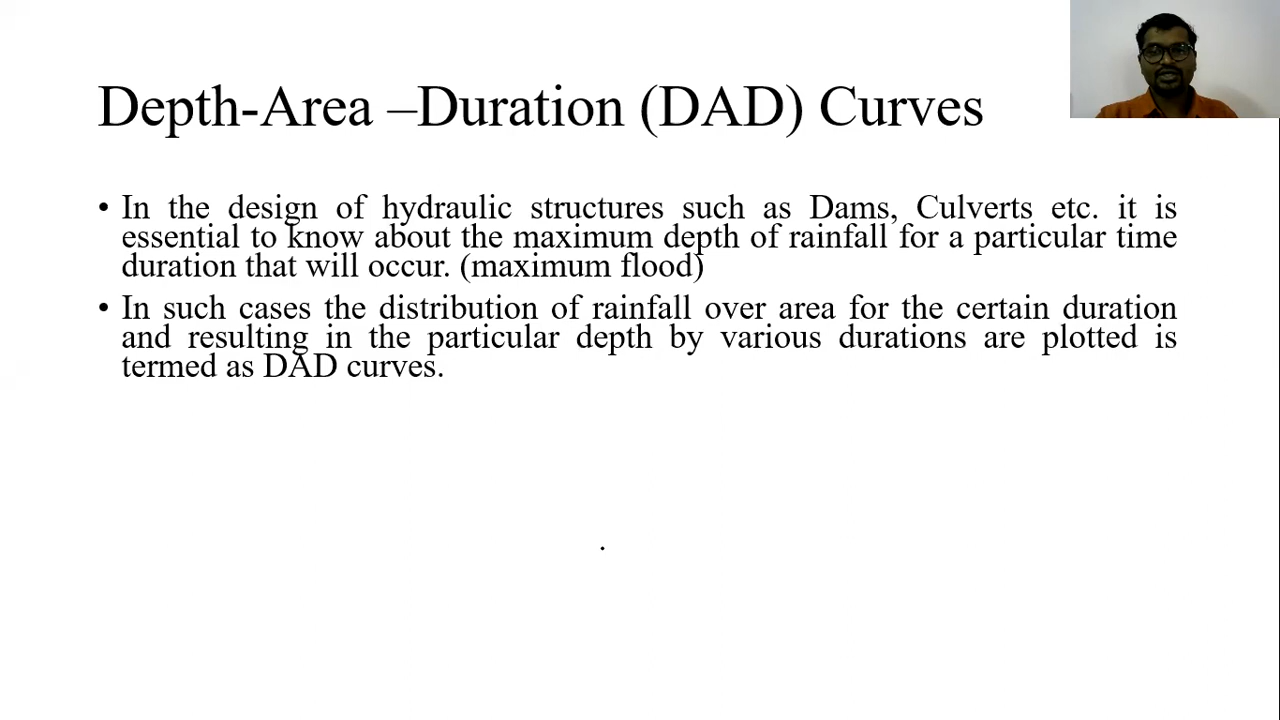 Depth-Area –Duration (DAD) Curves
• In the design of hydraulic structures such as Dams, Culverts etc. it is
essential to know about the maximum depth of rainfall for a particular time
duration that will occur. (maximum flood)
• In such cases the distribution of rainfall over area for the certain duration
and resulting in the particular depth by various durations are plotted is
termed as DAD curves.